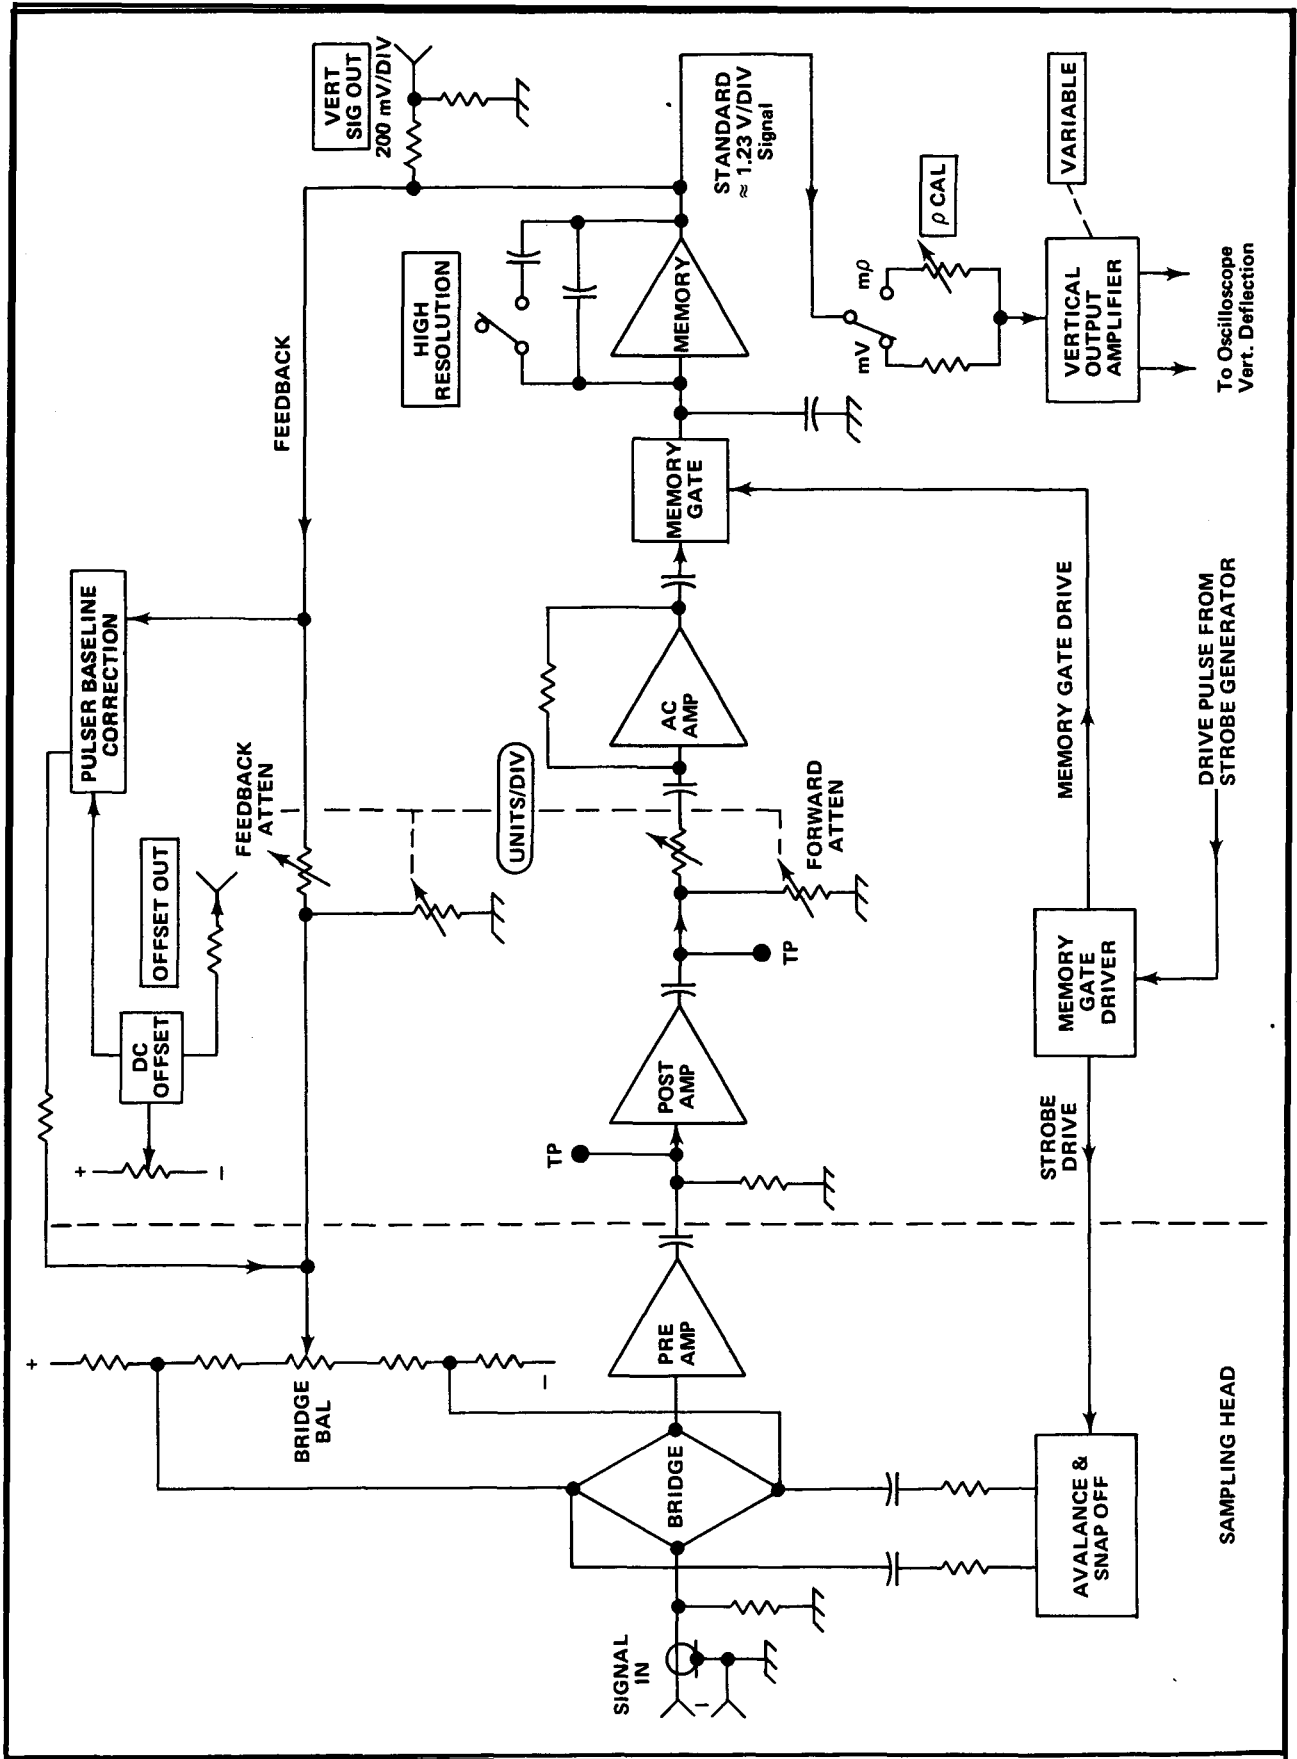 VERT
SIG OUT
200 mV/DIV
STANDARD
≈ 1.23 V/DIV
Signal
VARIABLE
ρ CAL
mρ
mV
VERTICAL
OUTPUT
AMPLIFIER
To Oscilloscope
Vert. Deflection
HIGH
RESOLUTION
MEMORY
FEEDBACK
MEMORY
GATE
PULSER BASELINE
CORRECTION
FEEDBACK
ATTEN
UNITS/DIV
AC
AMP
FORWARD
ATTEN
MEMORY GATE DRIVE
DRIVE PULSE FROM
STROBE GENERATOR
OFFSET OUT
DC
OFFSET
+
−
TP
POST
AMP
TP
MEMORY
GATE
DRIVER
STROBE
DRIVE
+
−
BRIDGE
BAL
PRE
AMP
BRIDGE
AVALANCE &
SNAP OFF
SAMPLING HEAD
SIGNAL
IN